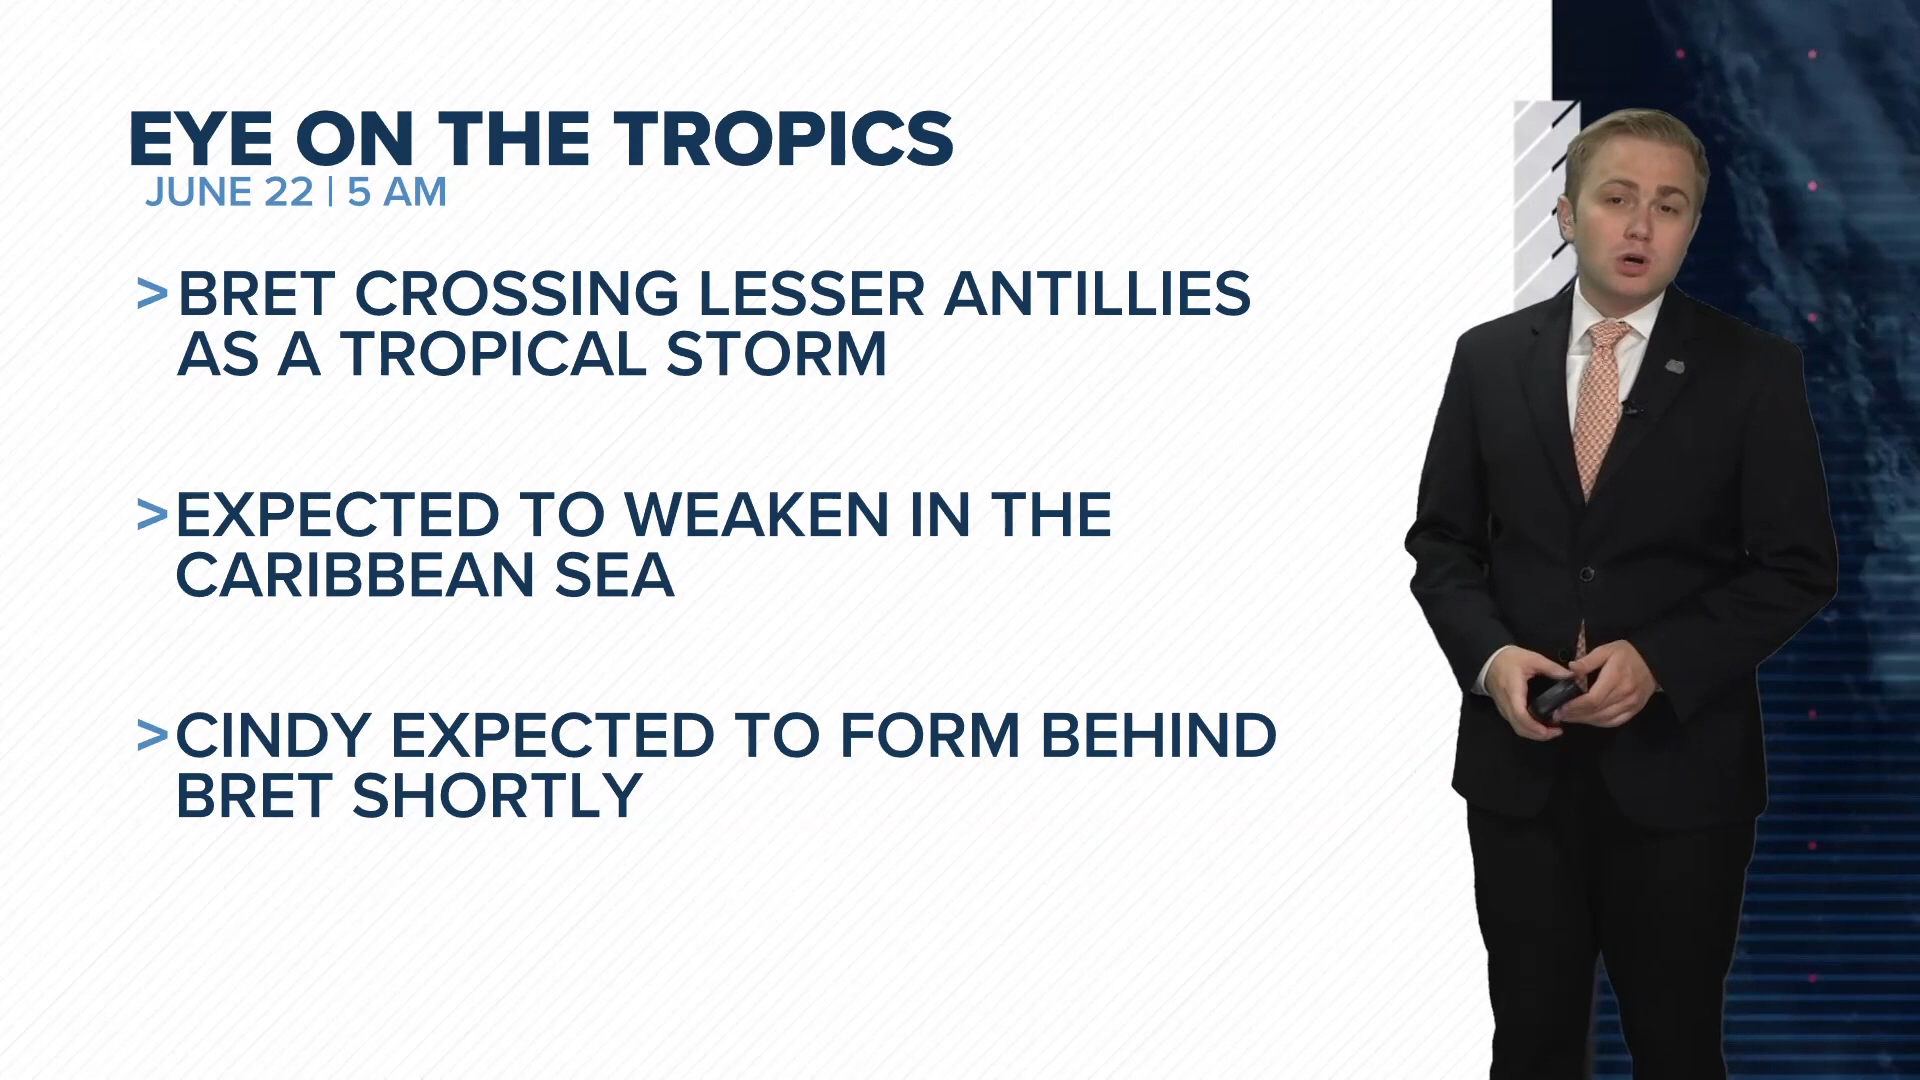 EYE ON THE TROPICS
JUNE 22 | 5 AM
> BRET CROSSING LESSER ANTILLIES
AS A TROPICAL STORM
> EXPECTED TO WEAKEN IN THE
CARIBBEAN SEA
> CINDY EXPECTED TO FORM BEHIND
BRET SHORTLY